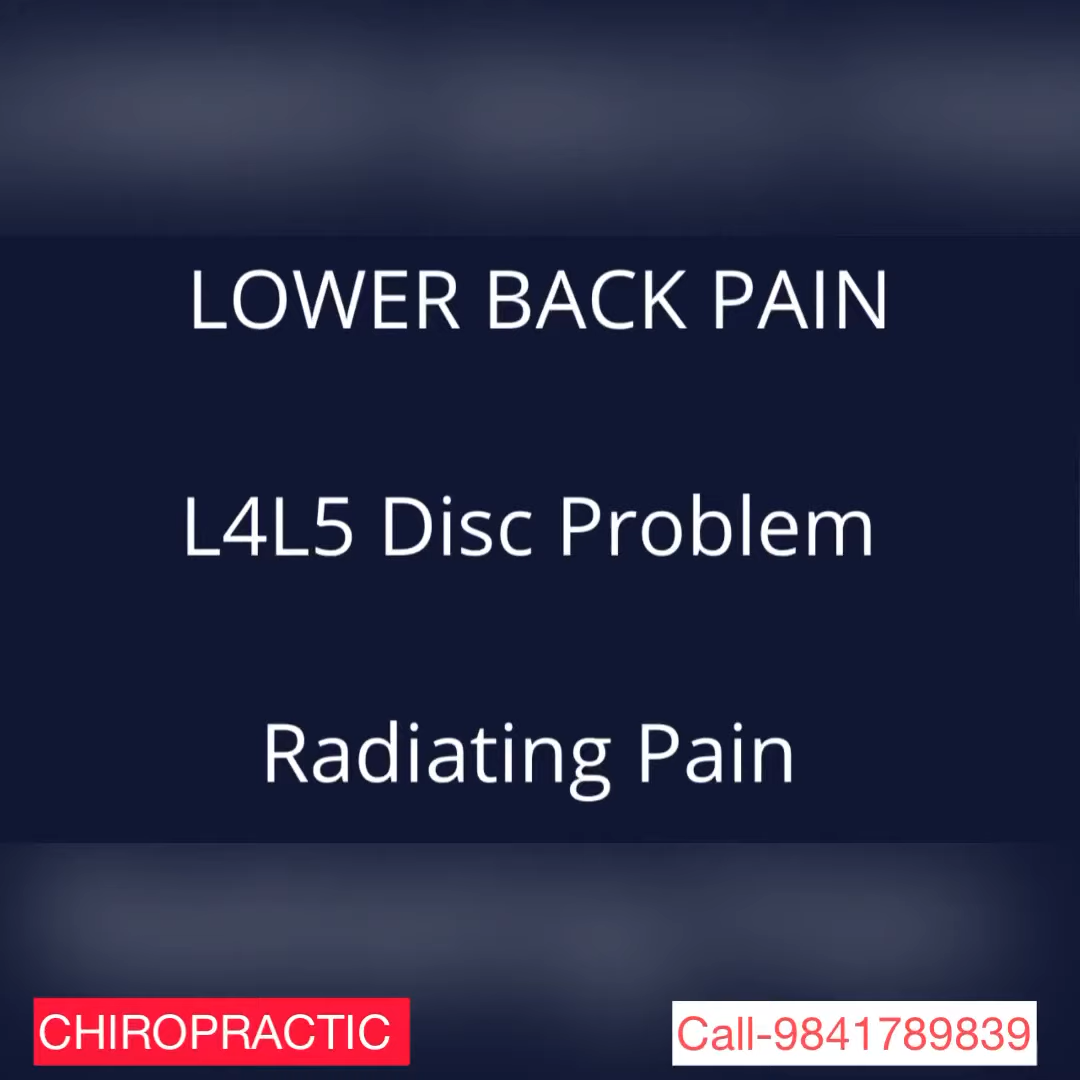 LOWER BACK PAIN
L4L5 Disc Problem
Radiating Pain
CHIROPRACTIC
Call-9841789839